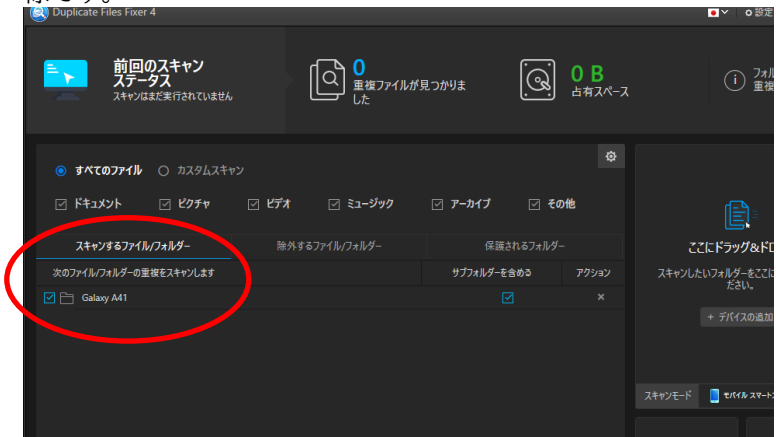 除です。
Duplicate Files Fixer 4
設定
前回のスキャン
ステータス
スキャンはまだ実行されていません
0
重複ファイルが見つかりま
した
0 B
占有スペース
フォル
重複
すべてのファイル
カスタムスキャン
ドキュメント
ピクチャ
ビデオ
ミュージック
アーカイブ
その他
スキャンするファイル/フォルダー
除外するファイル/フォルダー
保護されるフォルダー
次のファイル/フォルダーの重複をスキャンします
サブフォルダーを含める
アクション
Galaxy A41
ここにドラッグ&ドロ
スキャンしたいフォルダーをここに
ださい。
+ デバイスの追加
スキャンモード
モバイル スマート